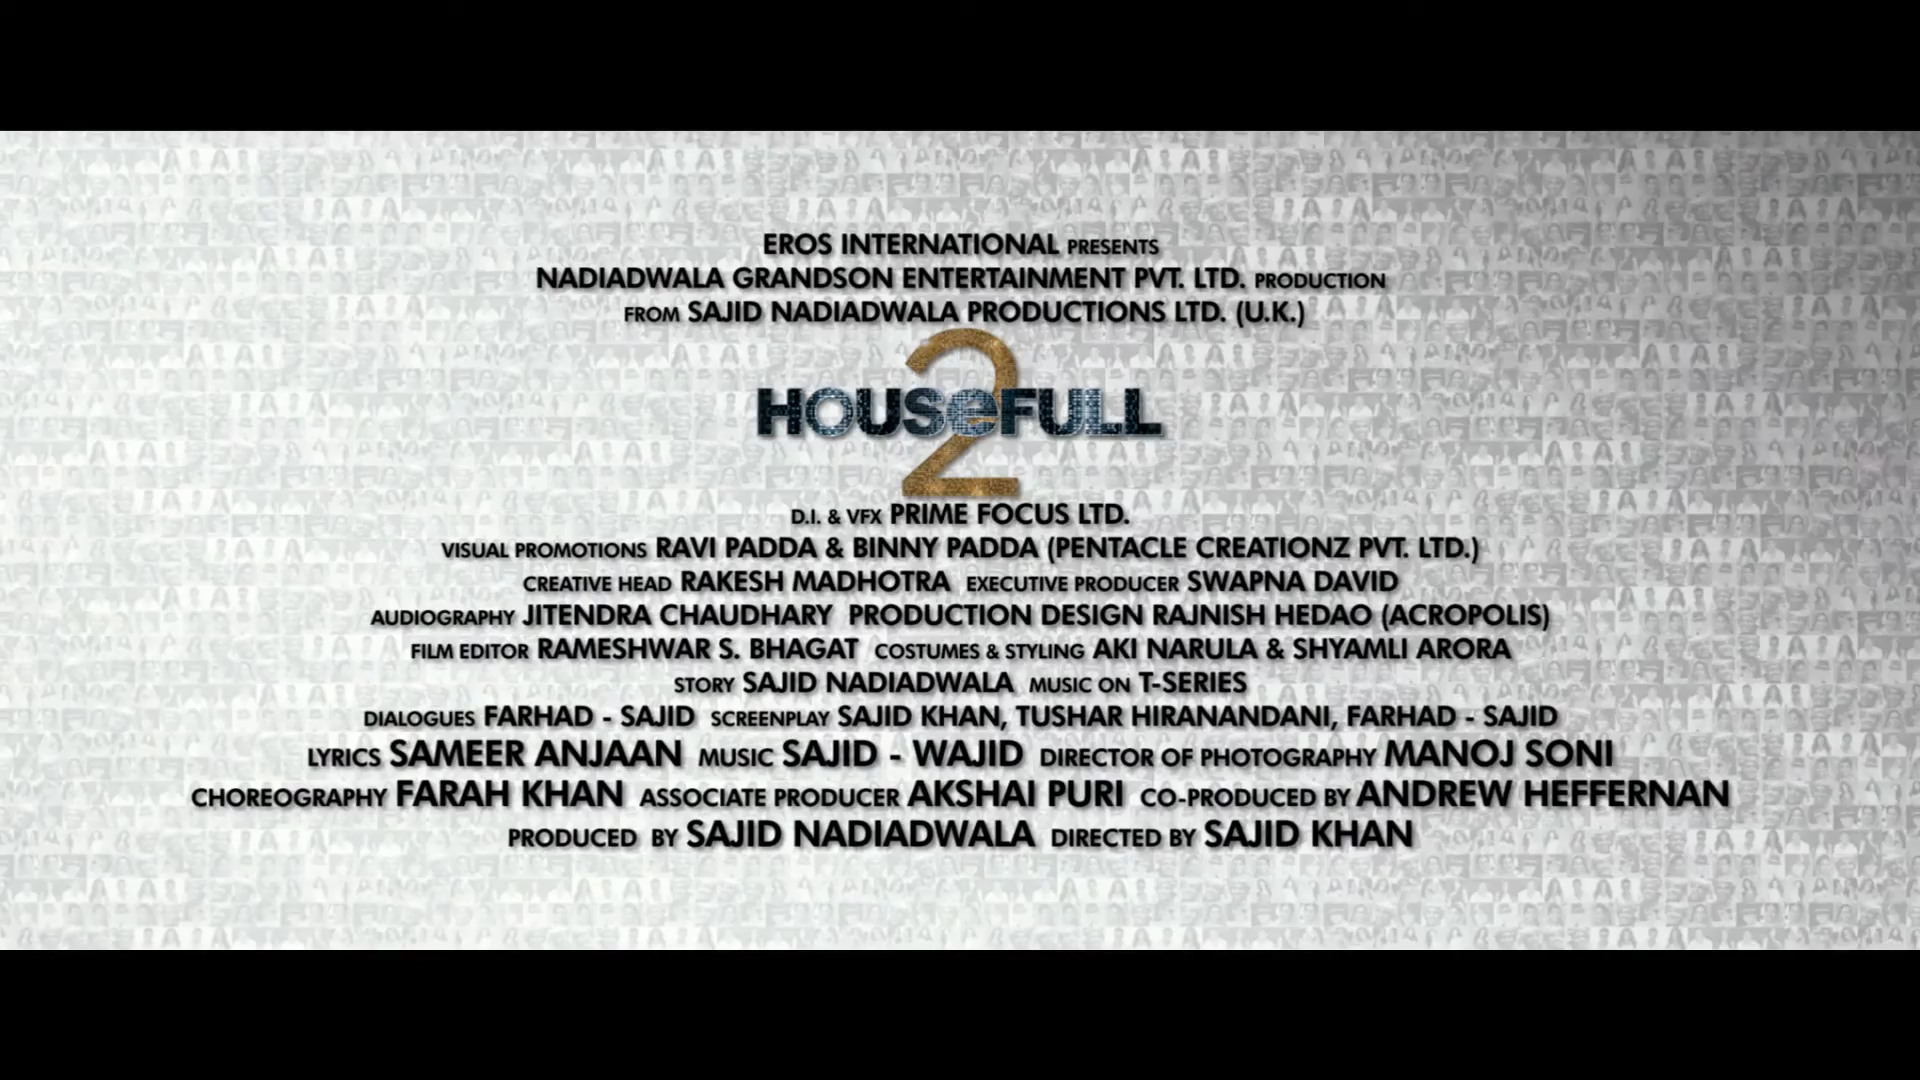 EROS INTERNATIONAL PRESENTS
NADIADWALA GRANDSON ENTERTAINMENT PVT. LTD. PRODUCTION
FROM SAJID NADIADWALA PRODUCTIONS LTD. (U.K.)
HOUSeFULL 2
D.I. & VFX PRIME FOCUS LTD.
VISUAL PROMOTIONS RAVI PADDA & BINNY PADDA (PENTACLE CREATIONZ PVT. LTD.)
CREATIVE HEAD RAKESH MADHOTRA EXECUTIVE PRODUCER SWAPNA DAVID
AUDIOGRAPHY JITENDRA CHAUDHARY PRODUCTION DESIGN RAJNISH HEDAO (ACROPOLIS)
FILM EDITOR RAMESHWAR S. BHAGAT COSTUMES & STYLING AKI NARULA & SHYAMLI ARORA
STORY SAJID NADIADWALA MUSIC ON T-SERIES
DIALOGUES FARHAD - SAJID SCREENPLAY SAJID KHAN, TUSHAR HIRANANDANI, FARHAD - SAJID
LYRICS SAMEER ANJAAN MUSIC SAJID - WAJID DIRECTOR OF PHOTOGRAPHY MANOJ SONI
CHOREOGRAPHY FARAH KHAN ASSOCIATE PRODUCER AKSHAI PURI CO-PRODUCED BY ANDREW HEFFERNAN
PRODUCED BY SAJID NADIADWALA DIRECTED BY SAJID KHAN